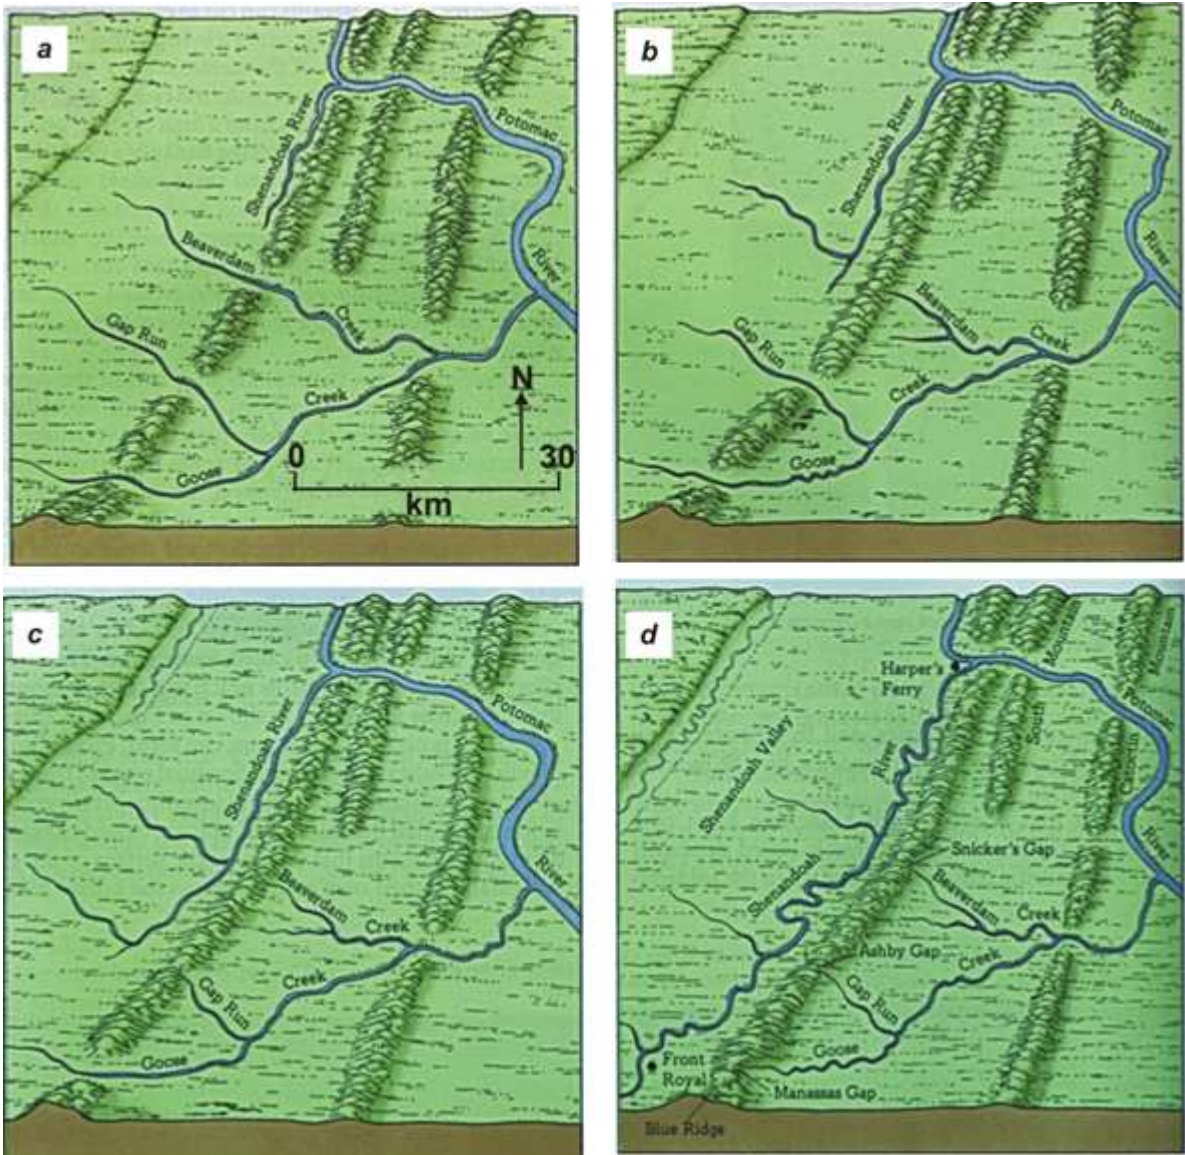 a
Shenandoah River
Potomac
River
Beaverdam
Creek
Gap Run
Creek
Goose
N
0
30
km
b
Shenandoah River
Potomac
River
Beaverdam
Creek
Gap Run
Creek
Goose
c
Shenandoah River
Potomac
River
Beaverdam
Creek
Creek
Gap Run
Goose
d
Harper's
Ferry
Mountain
Potomac
South
Mountain
Catoctin
River
Shenandoah Valley
Shenandoah
River
Snicker's Gap
Beaverdam
Creek
Ashby Gap
Creek
Gap Run
Goose
Front
Royal
Manassas Gap
Blue Ridge